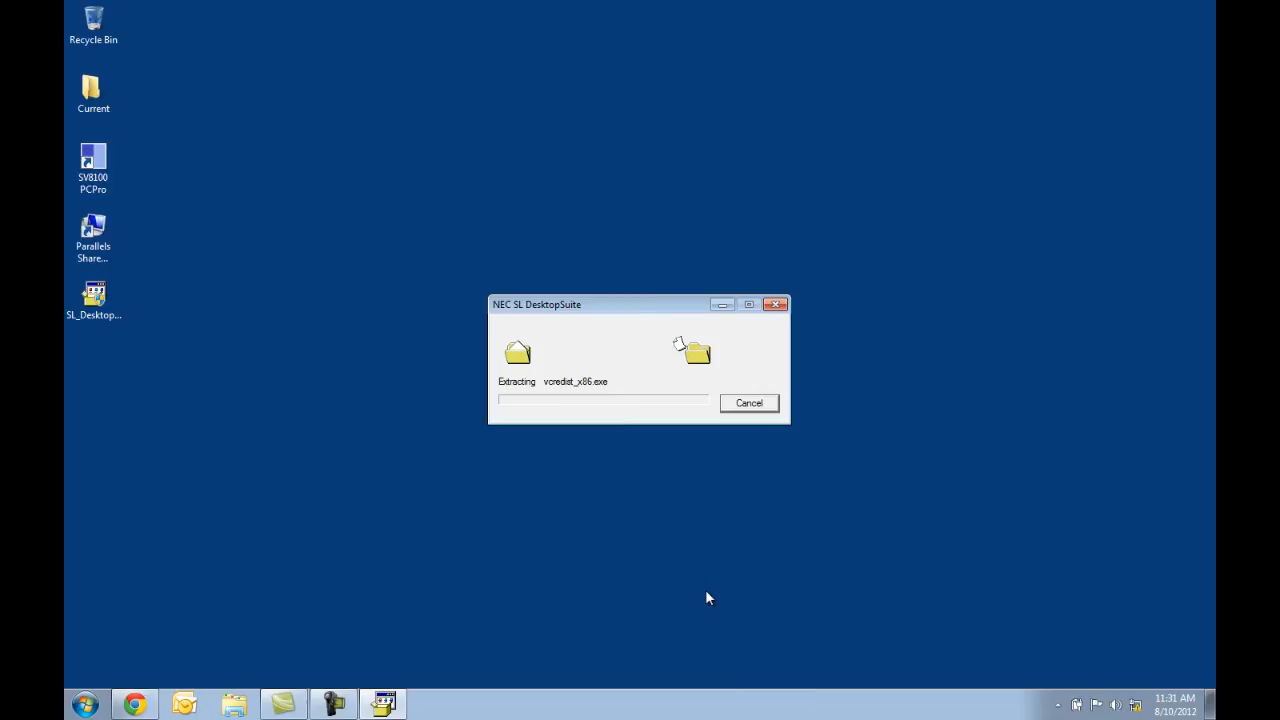 Recycle Bin
Current
SV8100
PCPro
Parallels
Share...
SL_Desktop...
NEC SL DesktopSuite
Extracting vcredist_x86.exe
Cancel
11:31 AM
8/10/2012